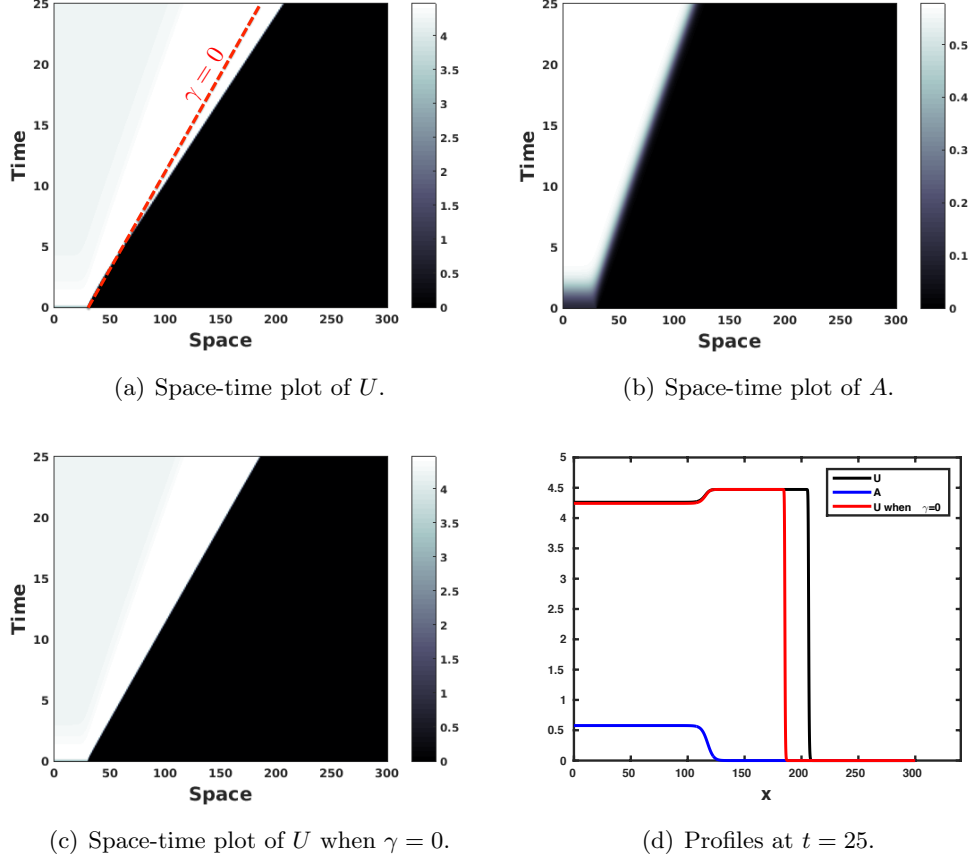 25
20
15
10
5
0
Time
γ = 0
0 50 100 150 200 250 300
Space
4
3.5
3
2.5
2
1.5
1
0.5
0
(a) Space-time plot of U.
25
20
15
10
5
0
Time
0 50 100 150 200 250 300
Space
0.5
0.4
0.3
0.2
0.1
(b) Space-time plot of A.
25
20
15
10
5
0
Time
0 50 100 150 200 250 300
Space
4
3.5
3
2.5
2
1.5
1
0.5
0
(c) Space-time plot of U when γ = 0.
5
4.5
4
3.5
3
2.5
2
1.5
1
0.5
0
U
A
U when γ=0
0 50 100 150 200 250 300
x
(d) Profiles at t = 25.